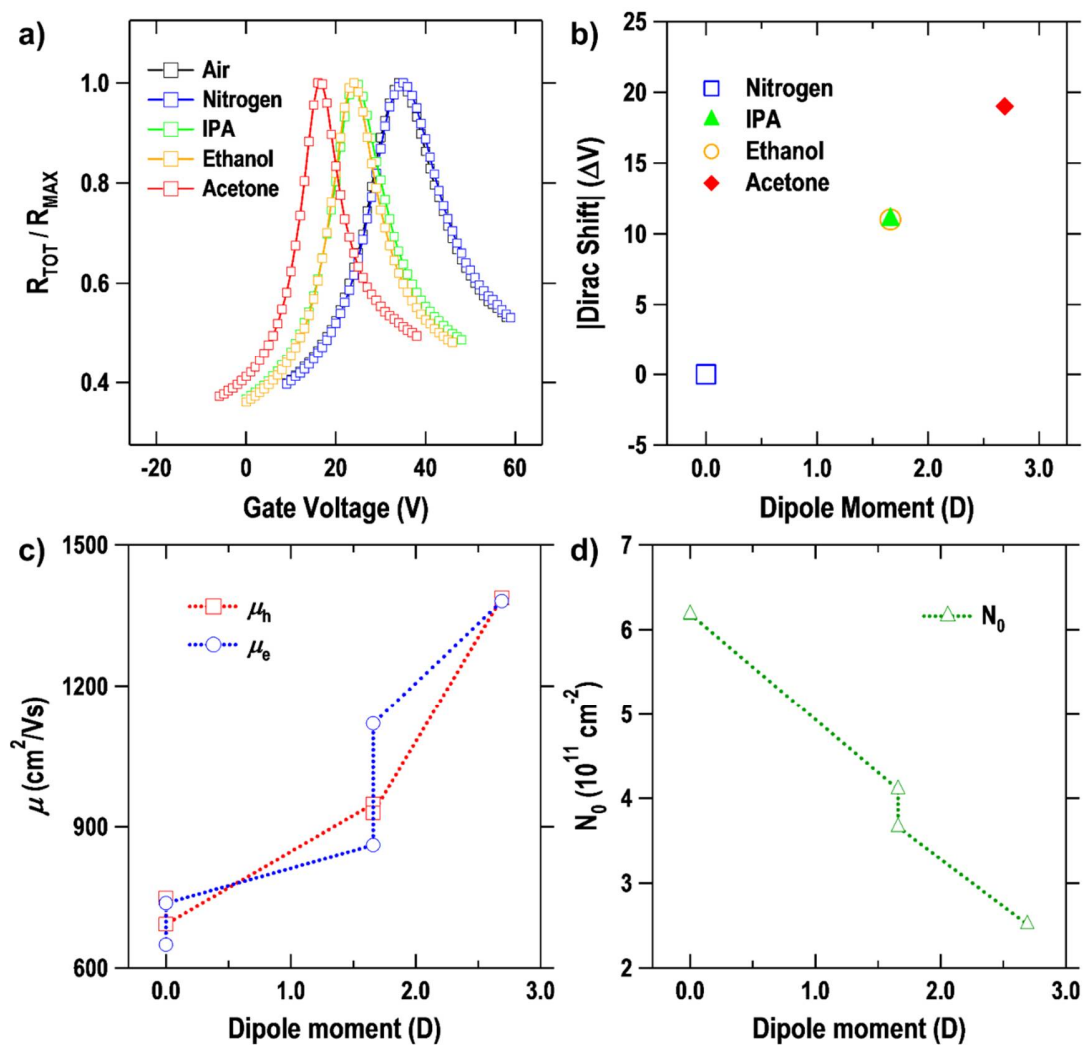 a)
Air
Nitrogen
IPA
Ethanol
Acetone
R_TOT / R_MAX
1.0
0.8
0.6
0.4
-20 0 20 40 60
Gate Voltage (V)
b)
Nitrogen
IPA
Ethanol
Acetone
|Dirac Shift| (ΔV)
25
20
15
10
5
0
-5
0.0 1.0 2.0 3.0
Dipole Moment (D)
c)
μ_h
μ_e
μ (cm²/Vs)
1500
1200
900
600
0.0 1.0 2.0 3.0
Dipole moment (D)
d)
N₀
N₀ (10¹¹ cm⁻²)
7
6
5
4
3
2
0.0 1.0 2.0 3.0
Dipole moment (D)